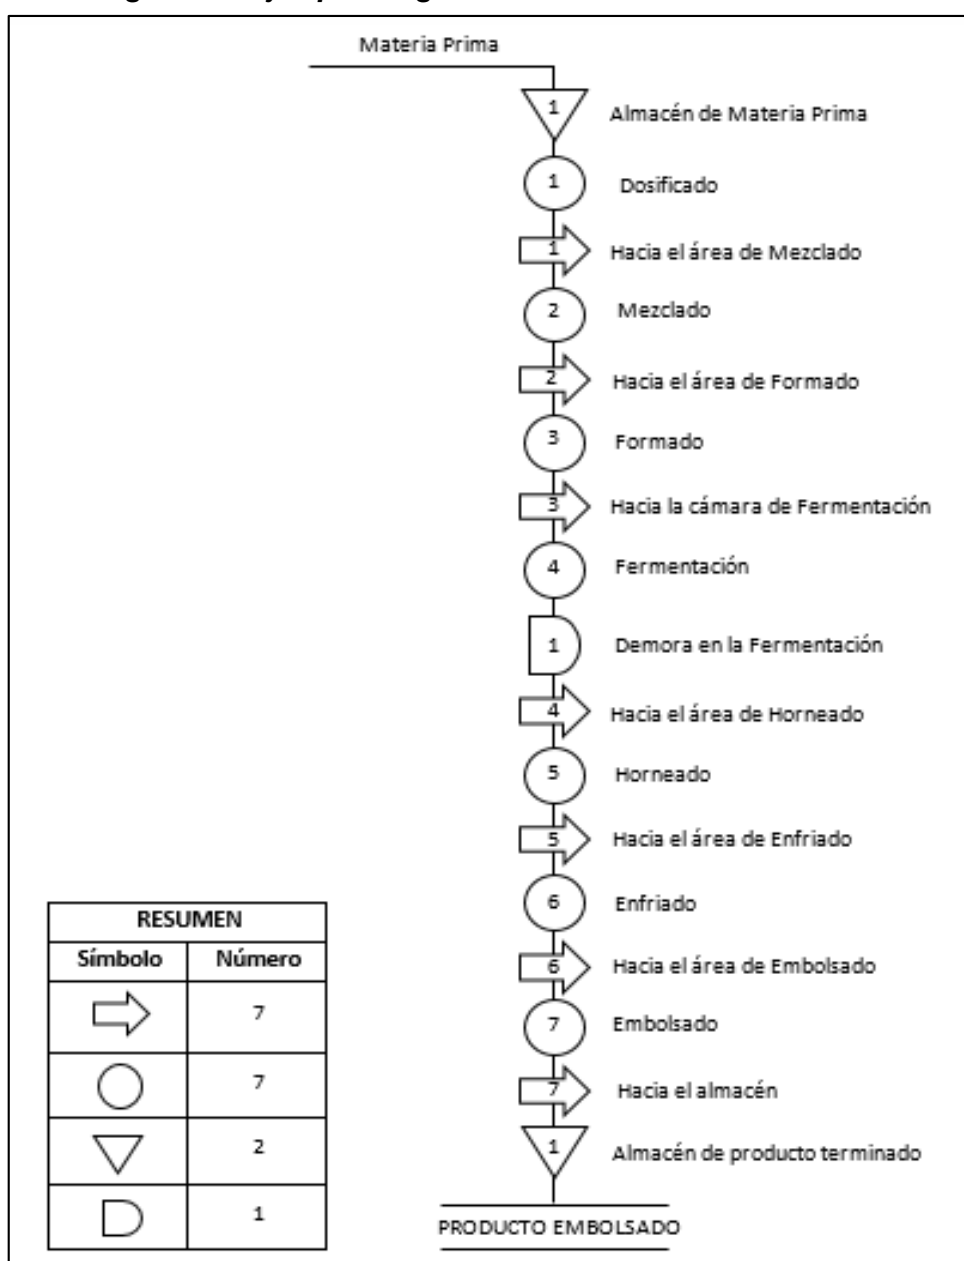 Materia Prima
1 Almacén de Materia Prima
1 Dosificado
1 Hacia el área de Mezclado
2 Mezclado
2 Hacia el área de Formado
3 Formado
3 Hacia la cámara de Fermentación
4 Fermentación
1 Demora en la Fermentación
4 Hacia el área de Horneado
5 Horneado
5 Hacia el área de Enfriado
6 Enfriado
6 Hacia el área de Embolsado
7 Embolsado
7 Hacia el almacén
1 Almacén de producto terminado
PRODUCTO EMBOLSADO
RESUMEN
Símbolo Número
7
7
2
1